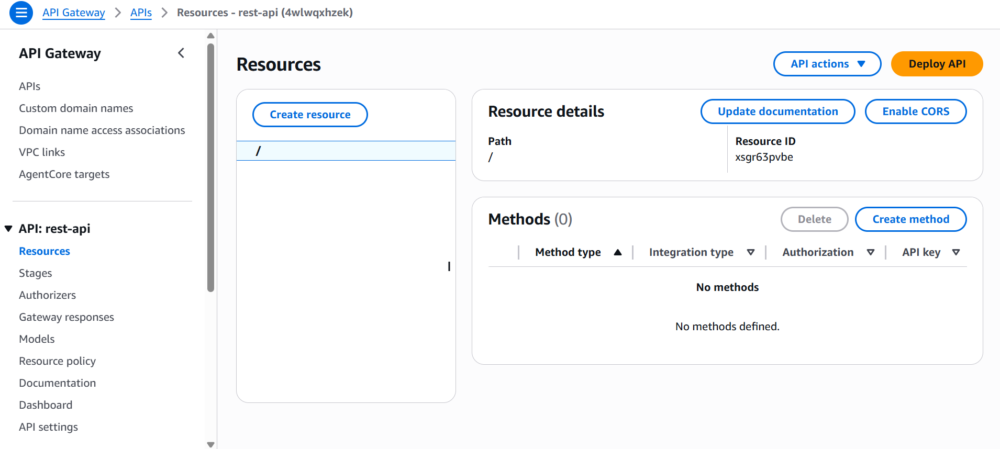 API Gateway > APIs > Resources - rest-api (4wlwqxhzek)
API Gateway
APIs
Custom domain names
Domain name access associations
VPC links
AgentCore targets
API: rest-api
Resources
Stages
Authorizers
Gateway responses
Models
Resource policy
Documentation
Dashboard
API settings
Resources
API actions
Deploy API
Create resource
/
Resource details
Update documentation
Enable CORS
Path
/
Resource ID
xsgr63pvbe
Methods (0)
Delete
Create method
Method type
Integration type
Authorization
API key
No methods
No methods defined.